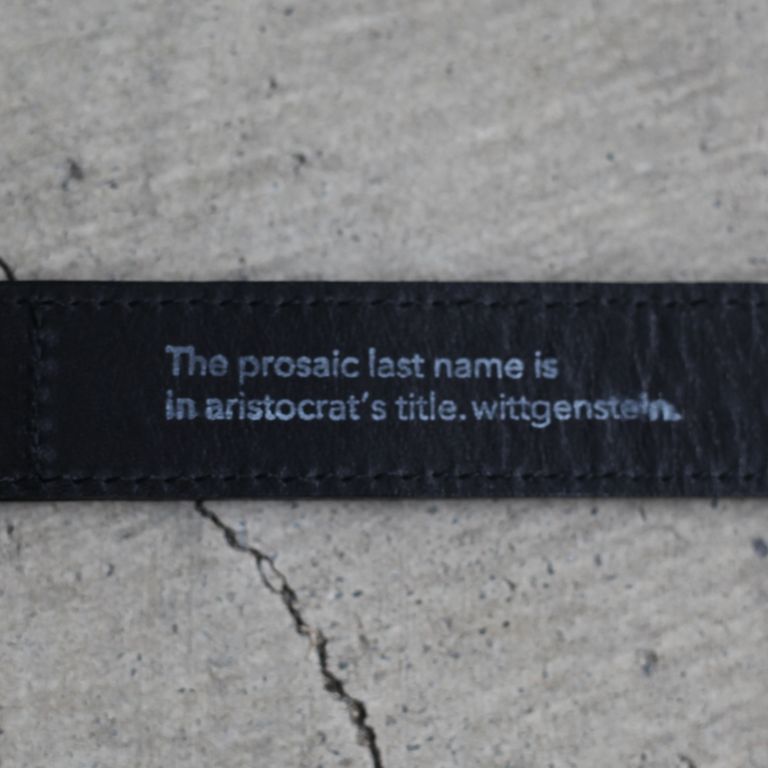 The prosaic last name is
in aristocrat's title. wittgenstein.